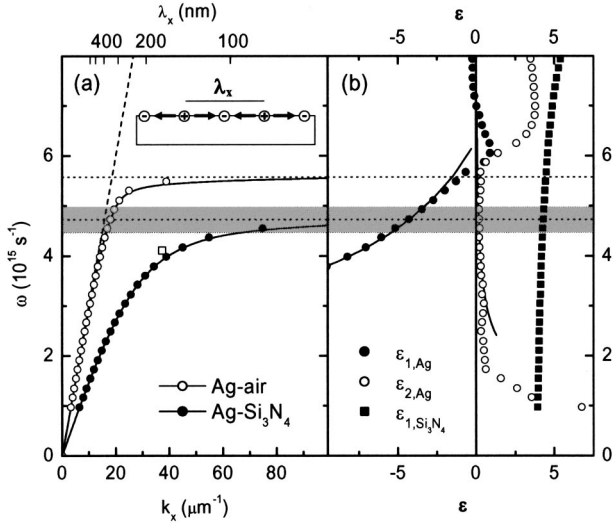 λx (nm)
400 200 100
ε
-5 0 5
(a)
λx
- + - + -
(b)
ω (10^15 s^-1)
6
4
2
0
Ag-air
Ag-Si3N4
ε1,Ag
ε2,Ag
ε1,Si3N4
6
4
2
0
0 20 40 60 80
-5 0 5
kx (μm^-1)
ε